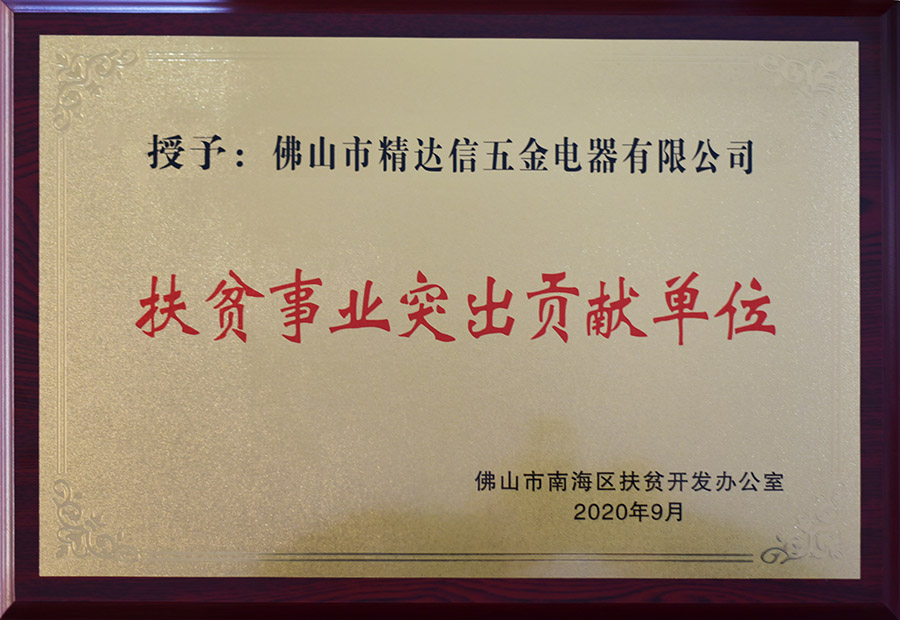 授予：佛山市精达信五金电器有限公司
扶贫事业突出贡献单位
佛山市南海区扶贫开发办公室
2020年9月